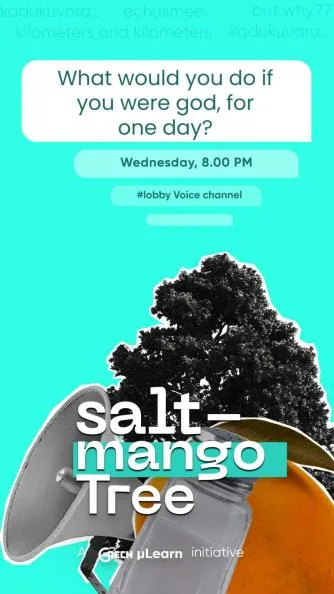 kadukuvara.. echusmee.. but why??
kilometers and kilometers kadukuvara..
What would you do if
you were god, for
one day?
Wednesday, 8.00 PM
#lobby Voice channel
salt-
mango
Tree
A GTECH µLearn initiative